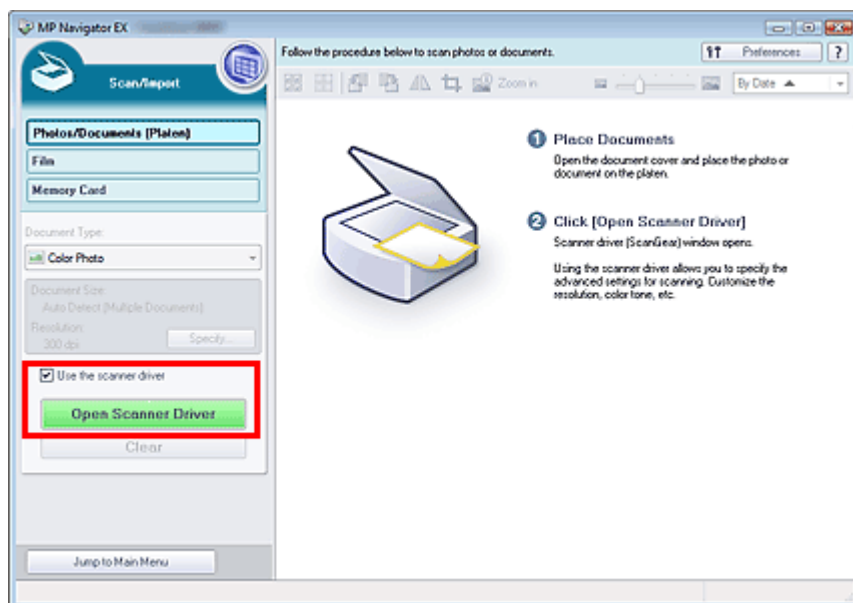 MP Navigator EX
Scan/Import
Photos/Documents (Platen)
Film
Memory Card
Document Type:
Color Photo
Document Size:
Auto Detect (Multiple Documents)
Resolution:
300 dpi
Specify...
Use the scanner driver
Open Scanner Driver
Clear
Jump to Main Menu
Follow the procedure below to scan photos or documents.
Preferences
?
Zoom in
By Date
1 Place Documents
Open the document cover and place the photo or
document on the platen.
2 Click [Open Scanner Driver]
Scanner driver (ScanGear) window opens.
Using the scanner driver allows you to specify the
advanced settings for scanning. Customize the
resolution, color tone, etc.